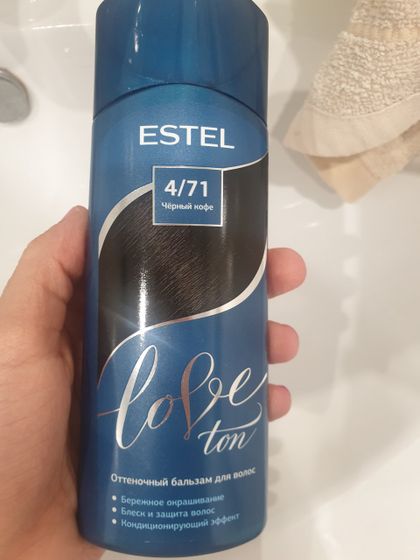 ESTEL
4/71
Чёрный кофе
love
ton
Оттеночный бальзам для волос
• Бережное окрашивание
• Блеск и защита волос
• Кондиционирующий эффект